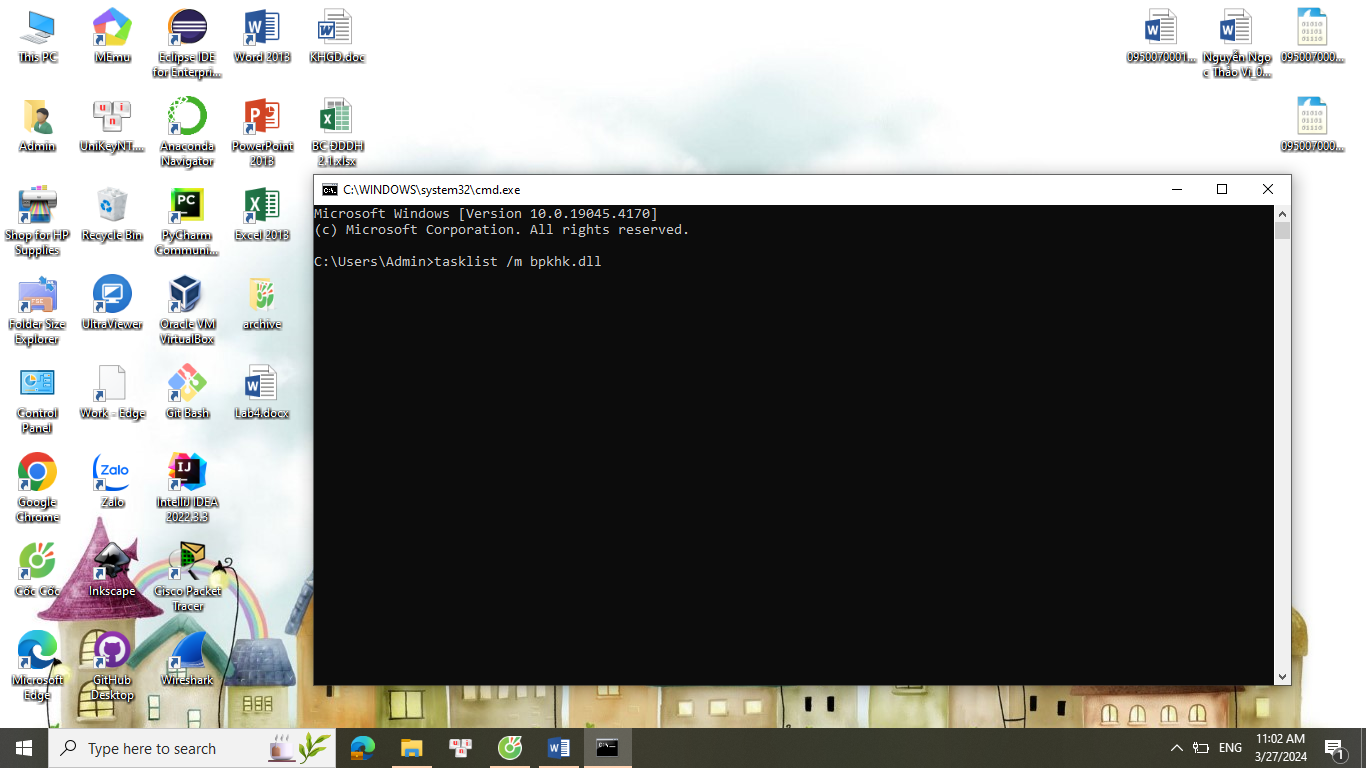 This PC
MEmu
Eclipse IDE
for Enterpri...
Word 2013
KHGD.doc
0950070001...
Nguyễn Ngọ
c Thảo Vi_0...
095007000...
Admin
UniKeyNT...
Anaconda
Navigator
PowerPoint
2013
BC ĐDDH
2.1.xlsx
095007000...
Shop for HP
Supplies
Recycle Bin
PyCharm
Communi...
Excel 2013
Folder Size
Explorer
UltraViewer
Oracle VM
VirtualBox
archive
Control
Panel
Work - Edge
Git Bash
Lab4.docx
Google
Chrome
Zalo
IntelliJ IDEA
2022.3.3
Cốc Cốc
Inkscape
Cisco Packet
Tracer
Microsoft
Edge
GitHub
Desktop
Wireshark
C:\WINDOWS\system32\cmd.exe
Microsoft Windows [Version 10.0.19045.4170]
(c) Microsoft Corporation. All rights reserved.
C:\Users\Admin>tasklist /m bpkhk.dll
Type here to search
ENG
11:02 AM
3/27/2024
1